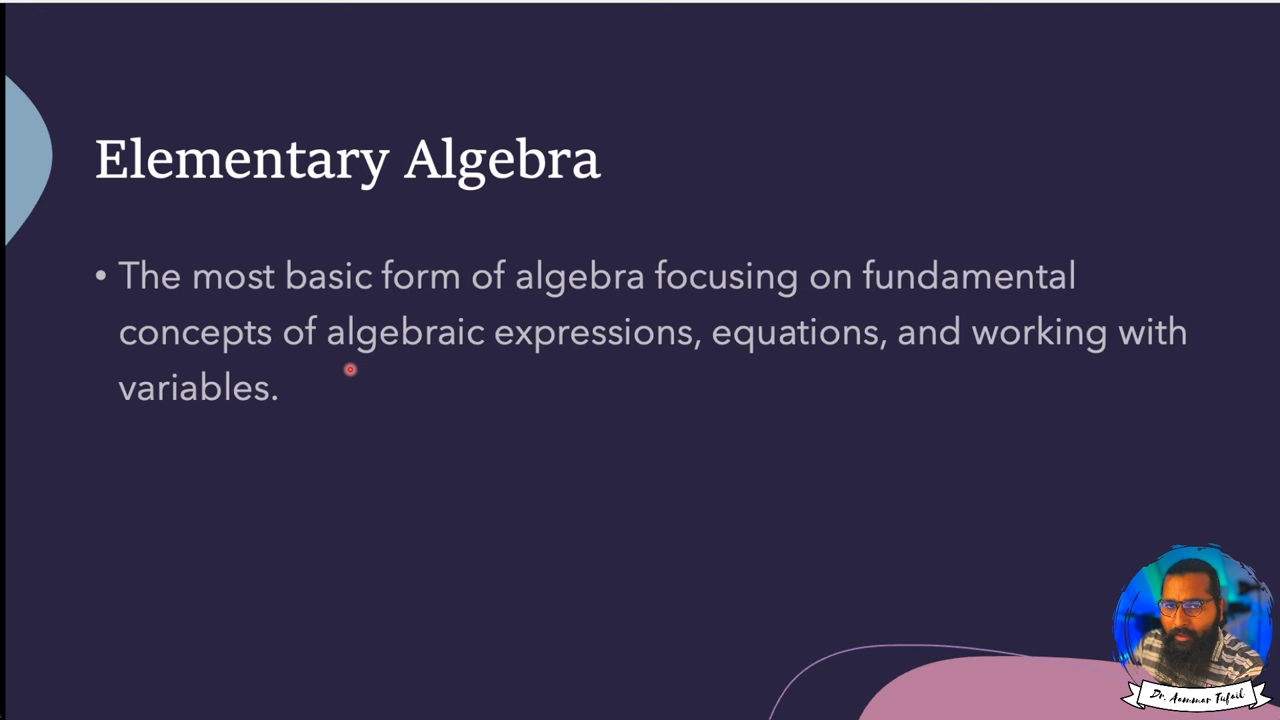 Elementary Algebra
• The most basic form of algebra focusing on fundamental
concepts of algebraic expressions, equations, and working with
variables.
Dr. Aammar Tufail